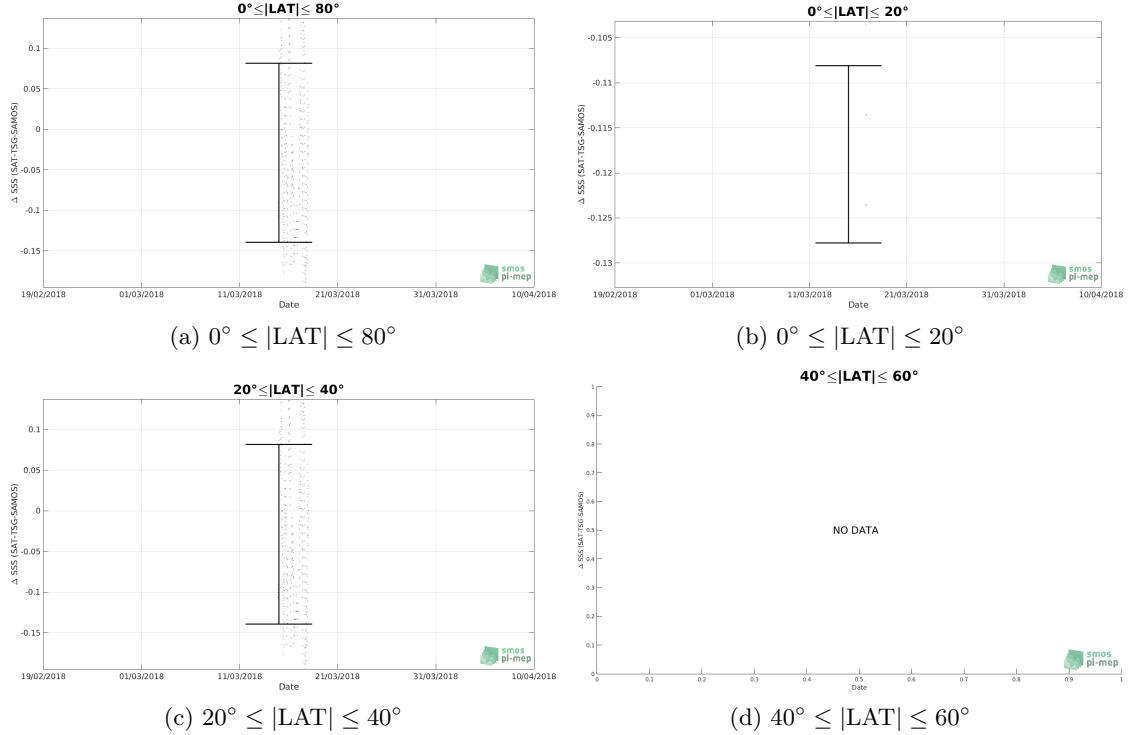 0°≤|LAT|≤ 80°
0.1
0.05
0
-0.05
-0.1
-0.15
Δ SSS (SAT-TSG-SAMOS)
19/02/2018 01/03/2018 11/03/2018 21/03/2018 31/03/2018 10/04/2018
Date
smos
pi-mep
(a) 0° ≤ |LAT| ≤ 80°
0°≤|LAT|≤ 20°
-0.105
-0.11
-0.115
-0.12
-0.125
-0.13
Δ SSS (SAT-TSG-SAMOS)
19/02/2018 01/03/2018 11/03/2018 21/03/2018 31/03/2018 10/04/2018
Date
smos
pi-mep
(b) 0° ≤ |LAT| ≤ 20°
20°≤|LAT|≤ 40°
0.1
0.05
0
-0.05
-0.1
-0.15
Δ SSS (SAT-TSG-SAMOS)
19/02/2018 01/03/2018 11/03/2018 21/03/2018 31/03/2018 10/04/2018
Date
smos
pi-mep
(c) 20° ≤ |LAT| ≤ 40°
40°≤|LAT|≤ 60°
1
0.9
0.8
0.7
0.6
0.5
0.4
0.3
0.2
0.1
0
Δ SSS (SAT-TSG-SAMOS)
NO DATA
0 0.1 0.2 0.3 0.4 0.5 0.6 0.7 0.8 0.9 1
Date
smos
pi-mep
(d) 40° ≤ |LAT| ≤ 60°